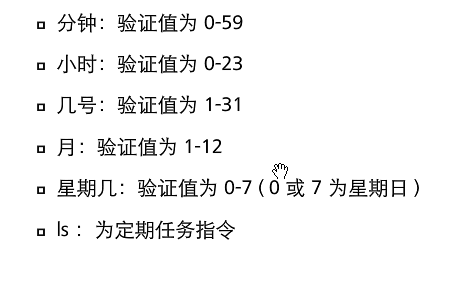 分钟：验证值为 0-59
小时：验证值为 0-23
几号：验证值为 1-31
月：验证值为 1-12
星期几：验证值为 0-7 ( 0 或 7 为星期日 )
ls ：为定期任务指令